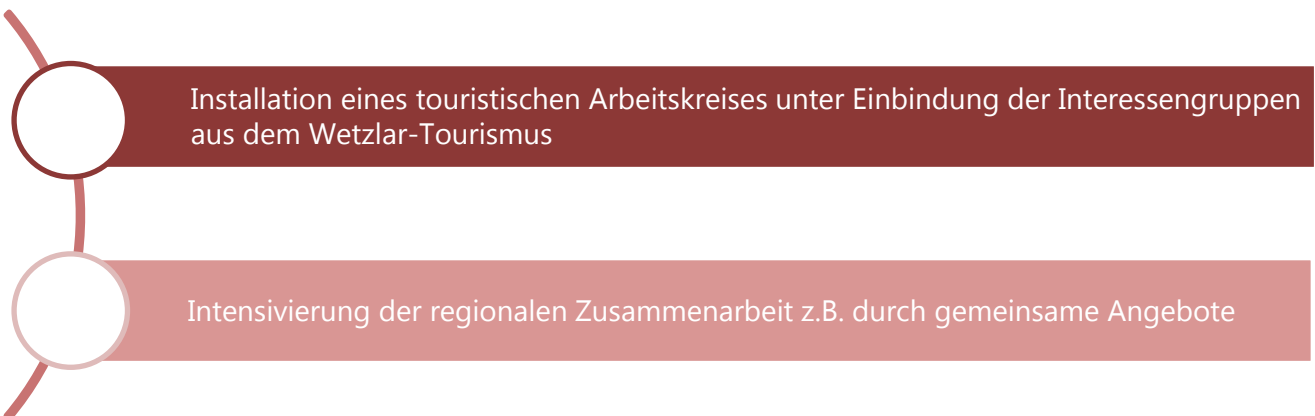 Installation eines touristischen Arbeitskreises unter Einbindung der Interessengruppen
aus dem Wetzlar-Tourismus
Intensivierung der regionalen Zusammenarbeit z.B. durch gemeinsame Angebote